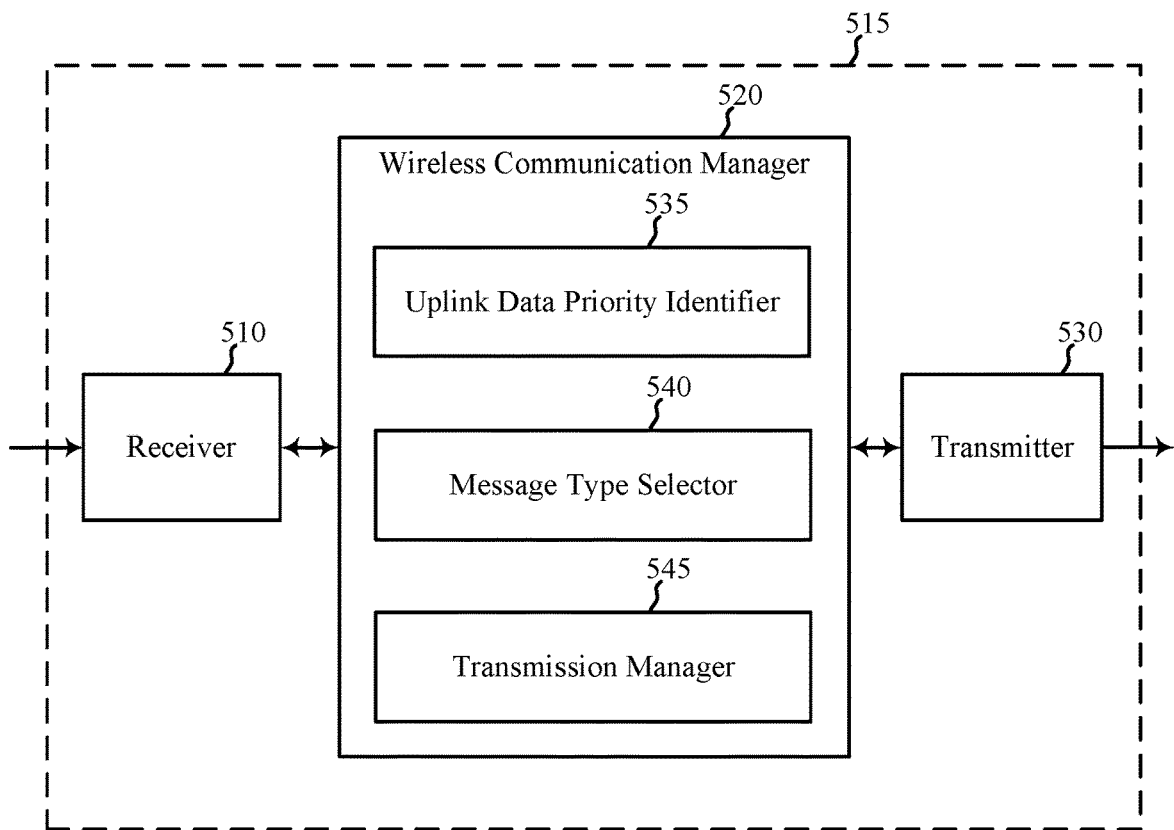 515
520
Wireless Communication Manager
535
Uplink Data Priority Identifier
510
Receiver
530
Transmitter
540
Message Type Selector
545
Transmission Manager